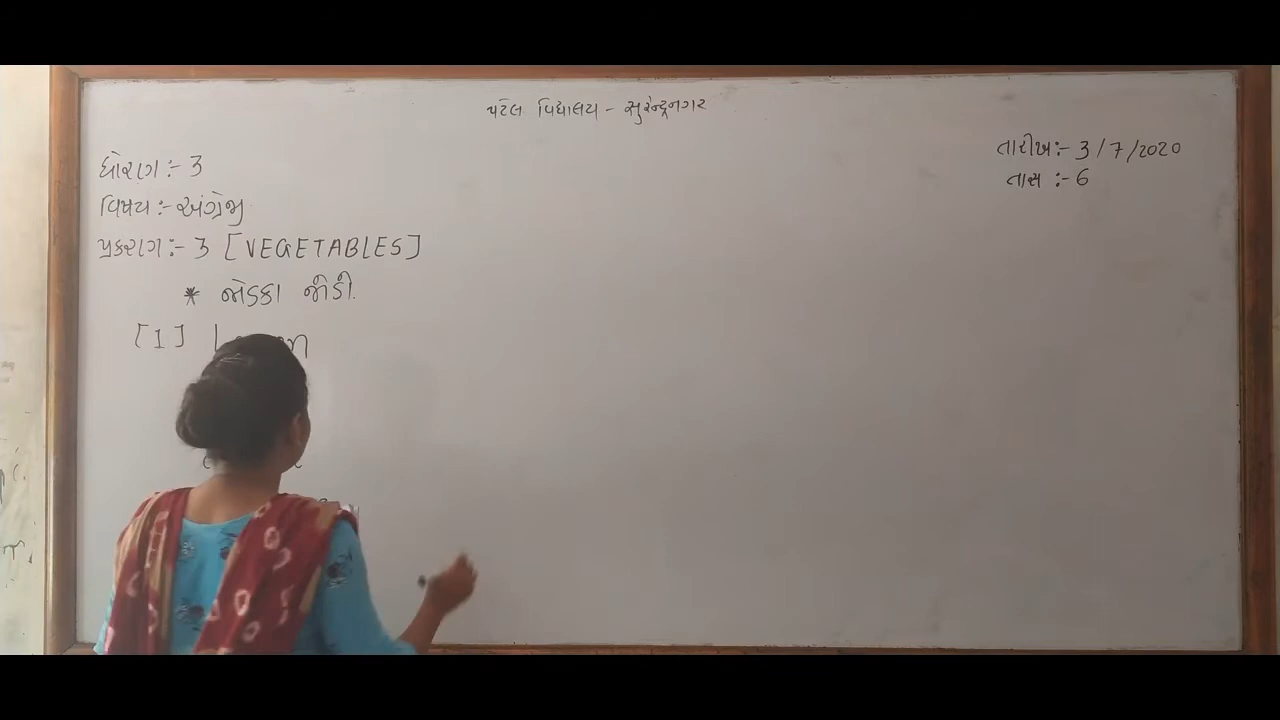 પટેલ વિદ્યાલય - સુરેન્દ્રનગર
તારીખ :- 3/7/2020
તાસ :- 6
ધોરણ :- 3
વિષય :- અંગ્રેજી
પ્રકરણ :- 3 [VEGETABLES]
* જોડકા જોડો.
[1]